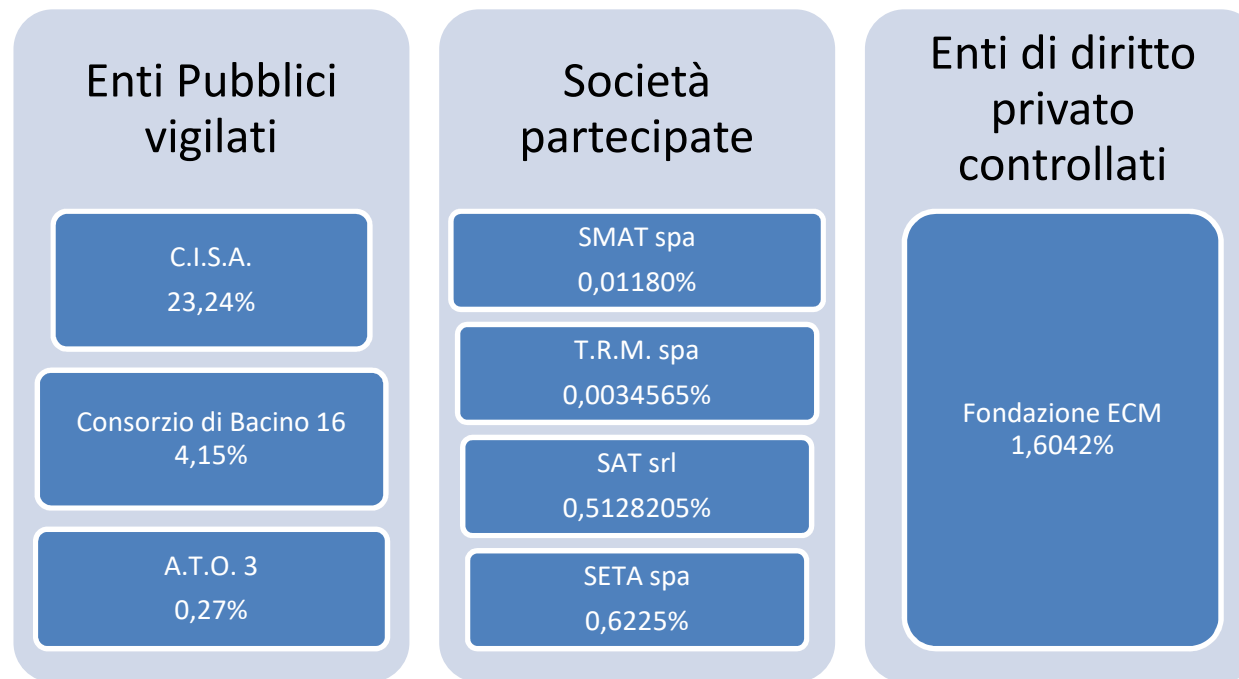 Enti Pubblici
vigilati
C.I.S.A.
23,24%
Consorzio di Bacino 16
4,15%
A.T.O. 3
0,27%
Società
partecipate
SMAT spa
0,01180%
T.R.M. spa
0,0034565%
SAT srl
0,5128205%
SETA spa
0,6225%
Enti di diritto
privato
controllati
Fondazione ECM
1,6042%